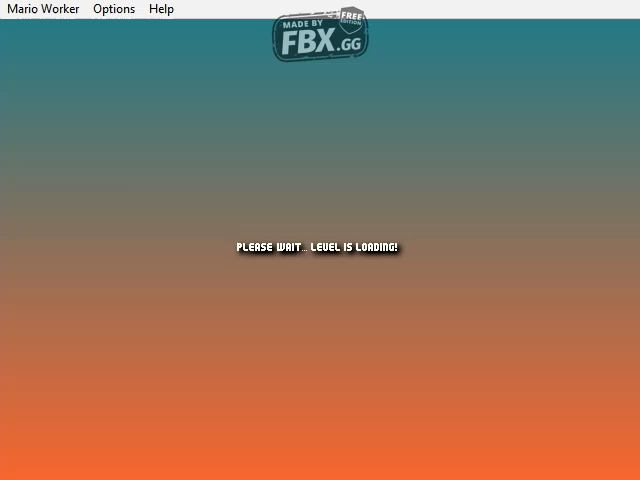 Mario Worker Options Help
MADE BY
FREE
EDITION
FBX.GG
PLEASE WAIT... LEVEL IS LOADING!